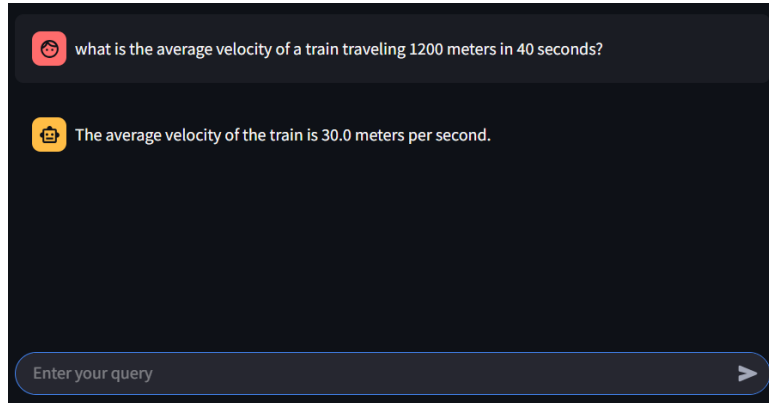 what is the average velocity of a train traveling 1200 meters in 40 seconds?
The average velocity of the train is 30.0 meters per second.
Enter your query